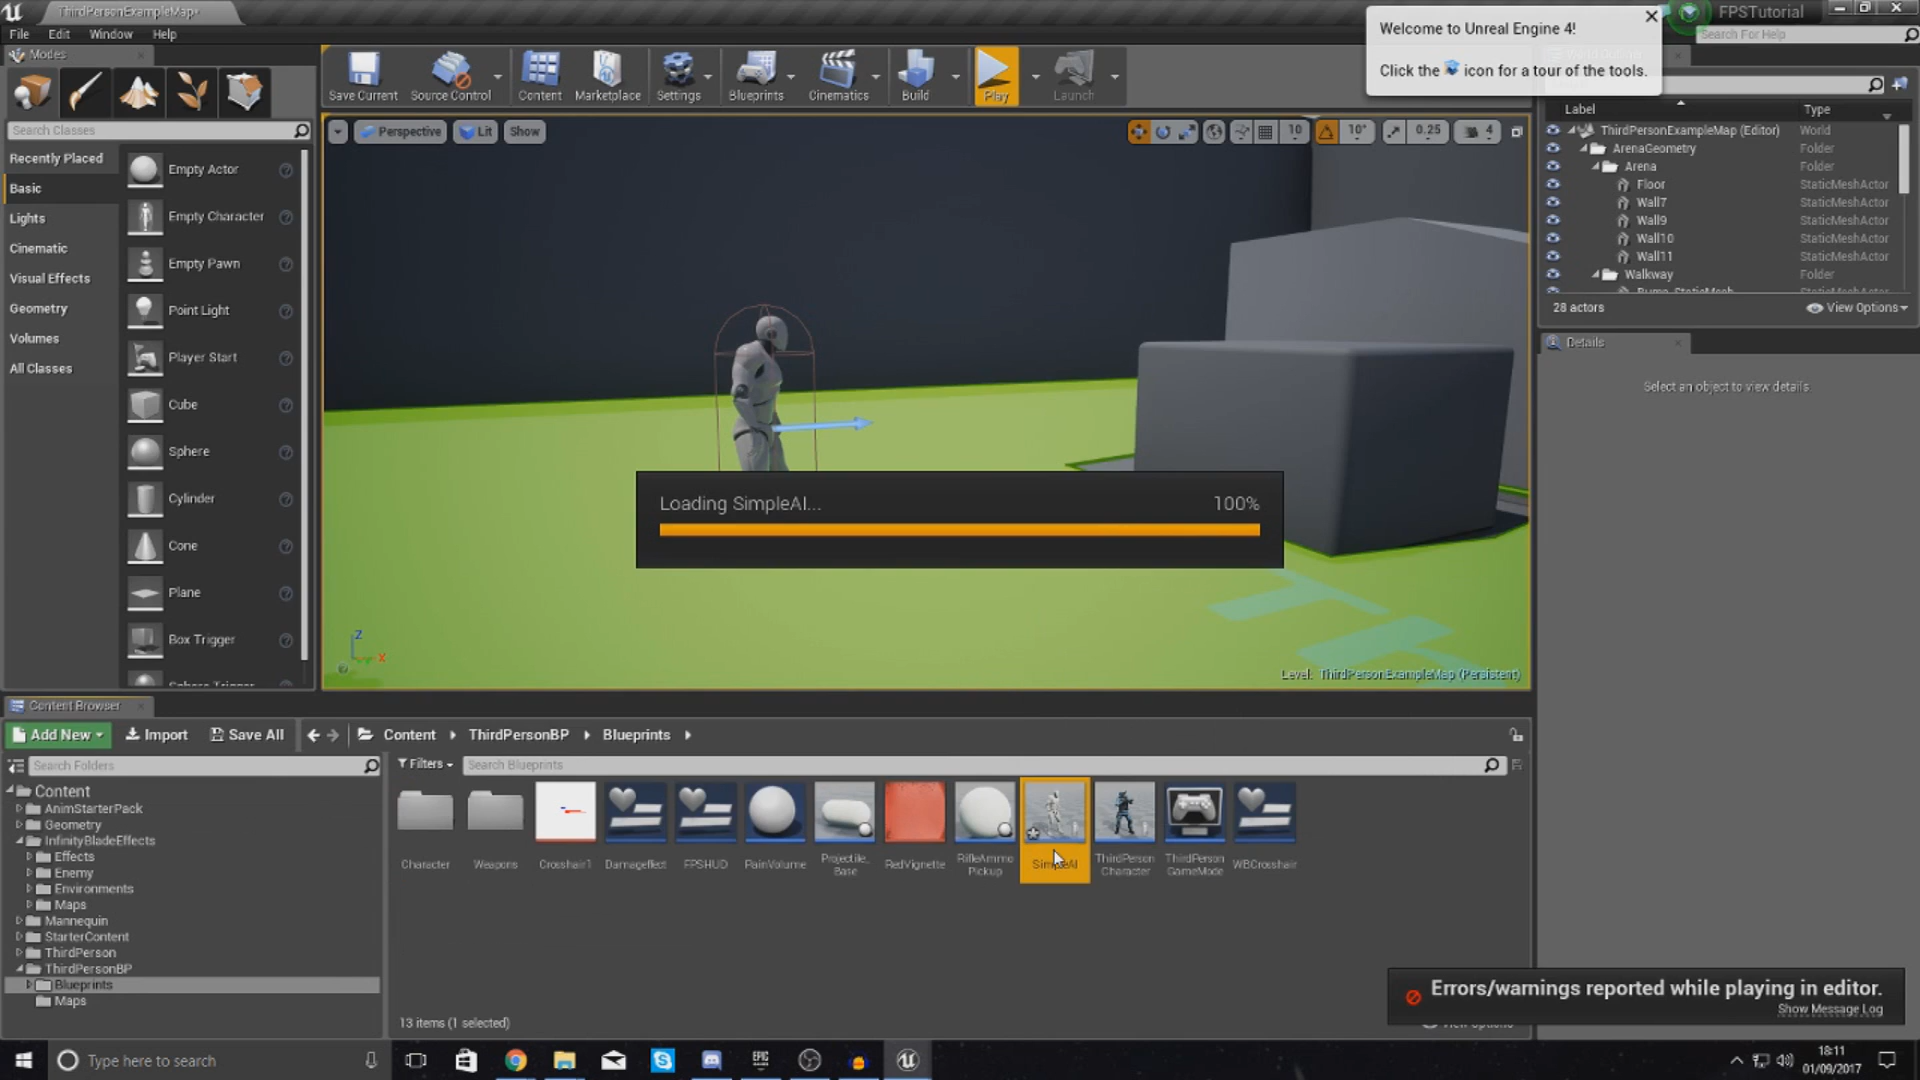 ThirdPersonExampleMap*
FPSTutorial
File Edit Window Help
Search For Help
Welcome to Unreal Engine 4!
Click the icon for a tour of the tools.
Modes
Save Current
Source Control
Content
Marketplace
Settings
Blueprints
Cinematics
Build
Play
Launch
Search Classes
Recently Placed
Basic
Lights
Cinematic
Visual Effects
Geometry
Volumes
All Classes
Empty Actor
Empty Character
Empty Pawn
Point Light
Player Start
Cube
Sphere
Cylinder
Cone
Plane
Box Trigger
Sphere Trigger
Perspective Lit Show
10 10° 0.25 4
Loading SimpleAI... 100%
Z
X
Level: ThirdPersonExampleMap (Persistent)
Label Type
ThirdPersonExampleMap (Editor) World
ArenaGeometry Folder
Arena Folder
Floor StaticMeshActor
Wall7 StaticMeshActor
Wall9 StaticMeshActor
Wall10 StaticMeshActor
Wall11 StaticMeshActor
Walkway Folder
28 actors View Options
Details
Select an object to view details
Content Browser
Add New Import Save All Content ThirdPersonBP Blueprints
Search Folders
Filters Search Blueprints
Content
AnimStarterPack
Geometry
InfinityBladeEffects
Effects
Enemy
Environments
Maps
Mannequin
StarterContent
ThirdPerson
ThirdPersonBP
Blueprints
Maps
Character
Weapons
Crosshair1
Damageffect
FPSHUD
PainVolume
Projectile_
Base
RedVignette
RifleAmmo
Pickup
SimpleAI
ThirdPerson
Character
ThirdPerson
GameMode
WBCrosshair
13 items (1 selected)
View Options
Errors/warnings reported while playing in editor.
Show Message Log
Type here to search
EPIC
18:11
01/09/2017